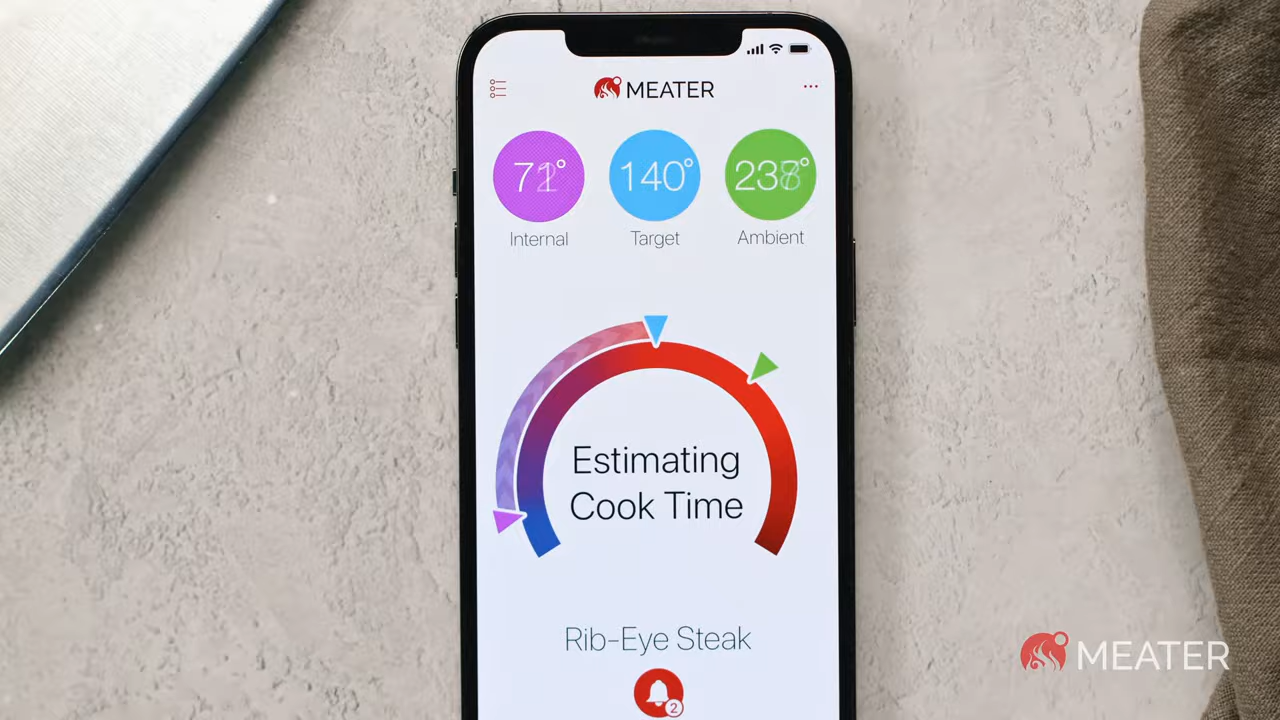 MEATER
140°
Internal
Target
Ambient
Estimating
Cook Time
Rib-Eye Steak
2
MEATER